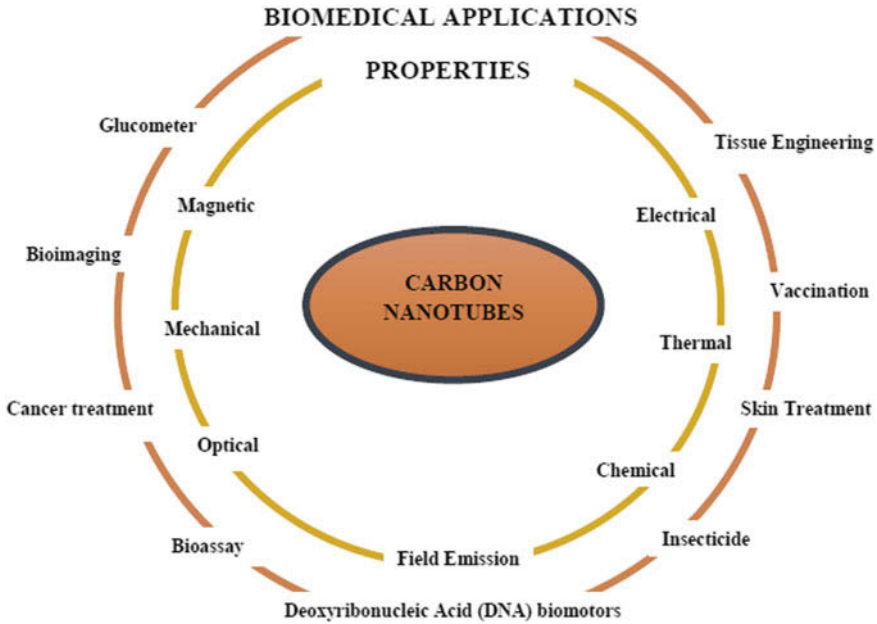 BIOMEDICAL APPLICATIONS
PROPERTIES
Glucometer
Tissue Engineering
Magnetic
Electrical
Bioimaging
CARBON
NANOTUBES
Vaccination
Mechanical
Thermal
Cancer treatment
Skin Treatment
Optical
Chemical
Bioassay
Insecticide
Field Emission
Deoxyribonucleic Acid (DNA) biomotors